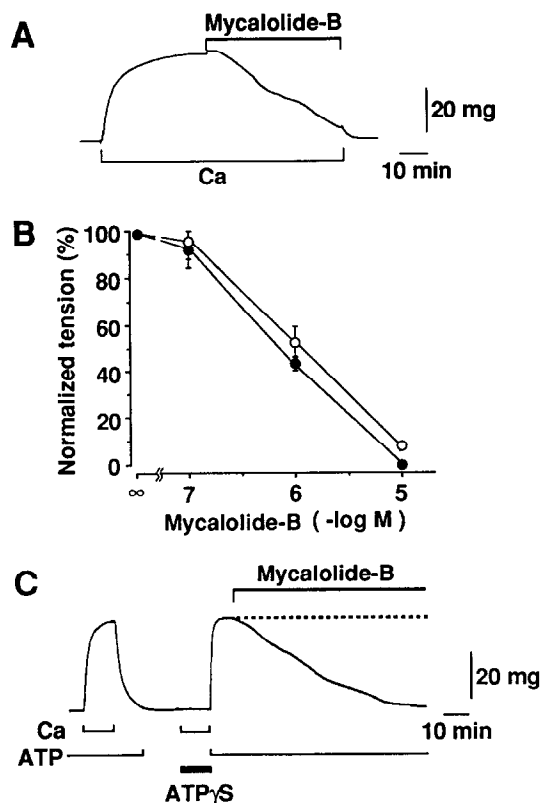 A
Mycalolide-B
20 mg
10 min
Ca
B
Normalized tension (%)
100
80
60
40
20
0
∞ 7 6 5
Mycalolide-B (-log M)
C
Mycalolide-B
20 mg
10 min
Ca
ATP
ATPγS